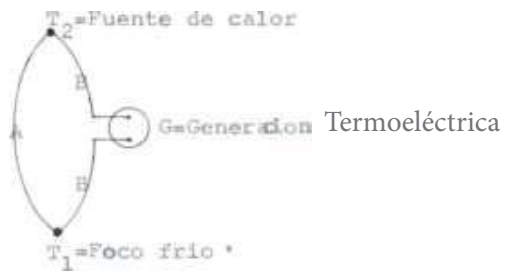 T2=Fuente de calor
B
A
G=Generacion Termoeléctrica
B
T1=Foco frio